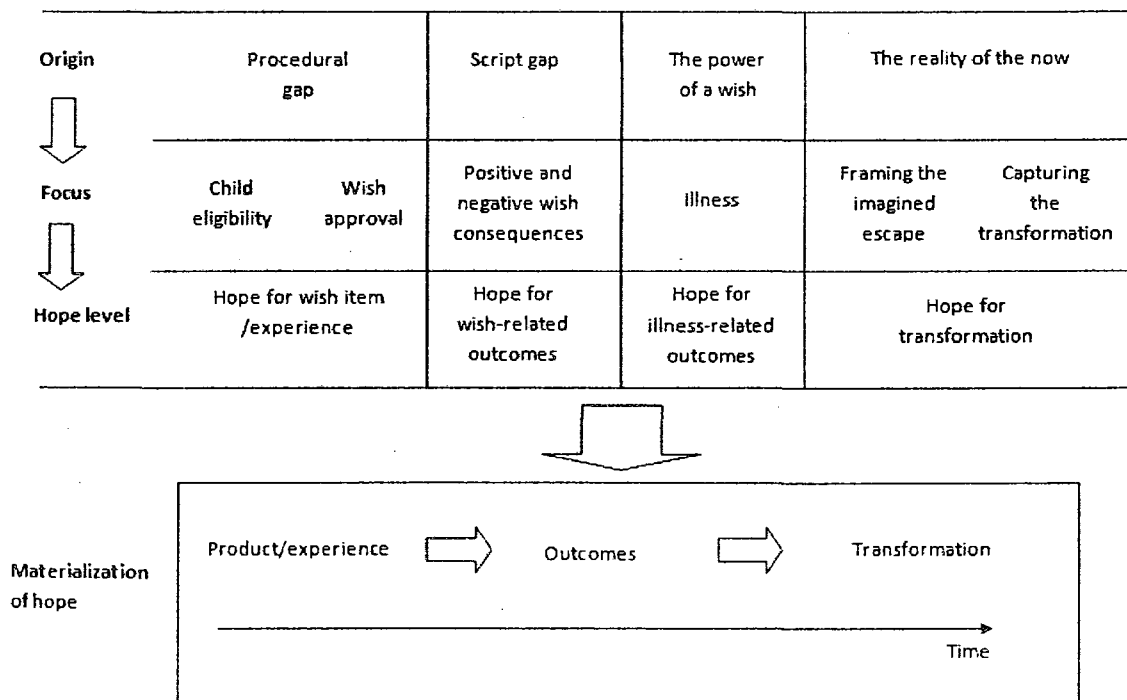 Origin
Procedural
gap
Script gap
The power
of a wish
The reality of the now
Focus
Child
eligibility
Wish
approval
Positive and
negative wish
consequences
Illness
Framing the
imagined
escape
Capturing
the
transformation
Hope level
Hope for wish item
/experience
Hope for
wish-related
outcomes
Hope for
illness-related
outcomes
Hope for
transformation
Materialization
of hope
Product/experience
Outcomes
Transformation
Time